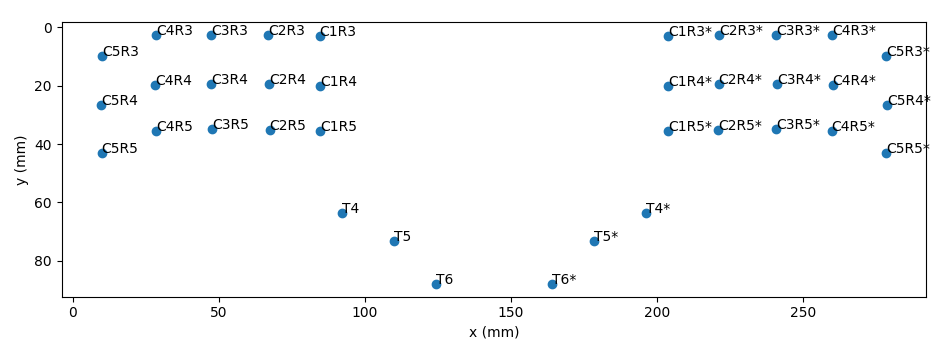 0
20
40
60
80
y (mm)
C5R3
C4R3
C3R3
C2R3
C1R3
C1R3*
C2R3*
C3R3*
C4R3*
C5R3*
C5R4
C4R4
C3R4
C2R4
C1R4
C1R4*
C2R4*
C3R4*
C4R4*
C5R4*
C5R5
C4R5
C3R5
C2R5
C1R5
C1R5*
C2R5*
C3R5*
C4R5*
C5R5*
T4
T4*
T5
T5*
T6
T6*
0
50
100
150
200
250
x (mm)